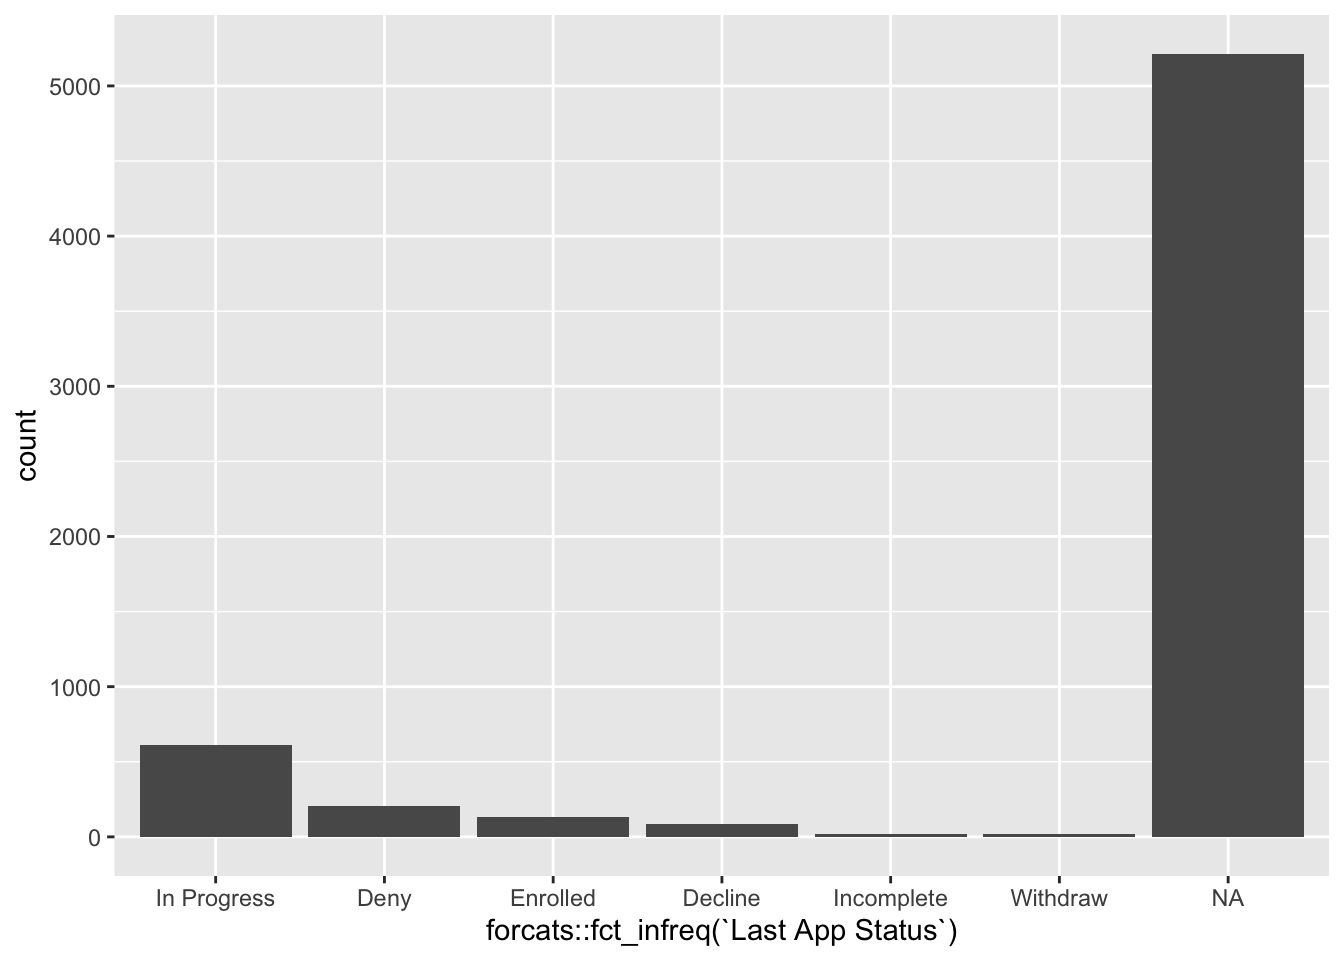 5000
4000
3000
2000
1000
0
count
In Progress Deny Enrolled Decline Incomplete Withdraw NA
forcats::fct_infreq(`Last App Status`)